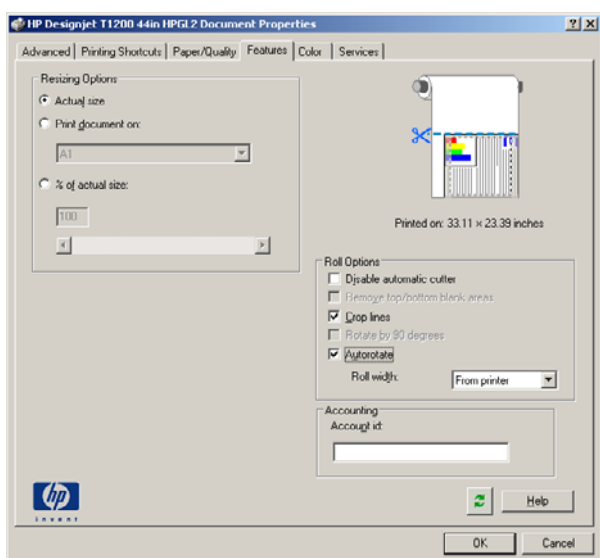 HP Designjet T1200 44in HPGL2 Document Properties
Advanced Printing Shortcuts Paper/Quality Features Color Services
Resizing Options
Actual size
Print document on:
A1
% of actual size:
100
Printed on: 33.11 × 23.39 inches
Roll Options
Disable automatic cutter
Remove top/bottom blank areas
Crop lines
Rotate by 90 degrees
Autorotate
Roll width: From printer
Accounting
Account id:
hp
invent
Help
OK Cancel